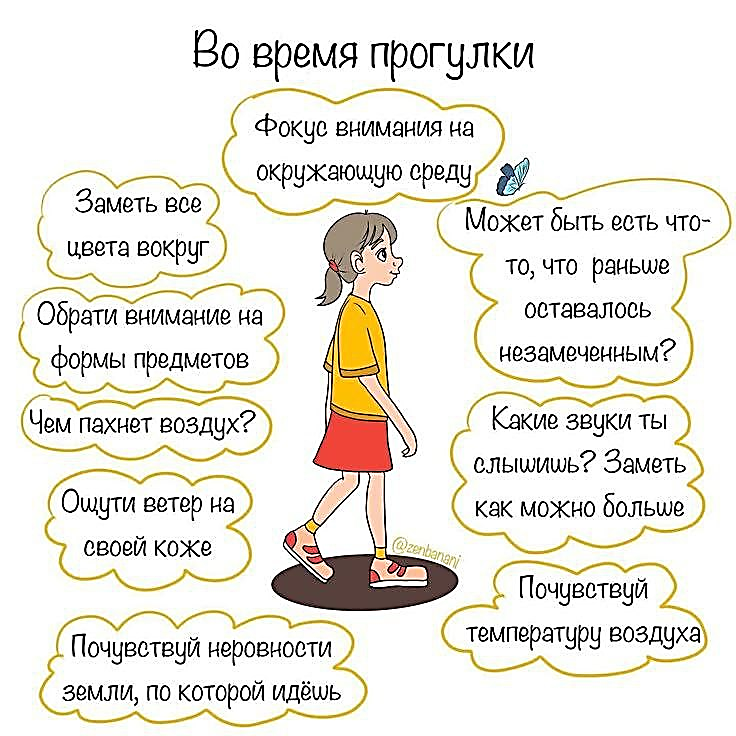 Во время прогулки
Фокус внимания на
окружающую среду
Заметь все
цвета вокруг
Может быть есть что-
то, что раньше
оставалось
незамеченным?
Обрати внимание на
формы предметов
Чем пахнет воздух?
Какие звуки ты
слышишь? Заметь
как можно больше
Ощути ветер на
своей коже
@zenbanani
Почувствуй
температуру воздуха
Почувствуй неровности
земли, по которой идёшь